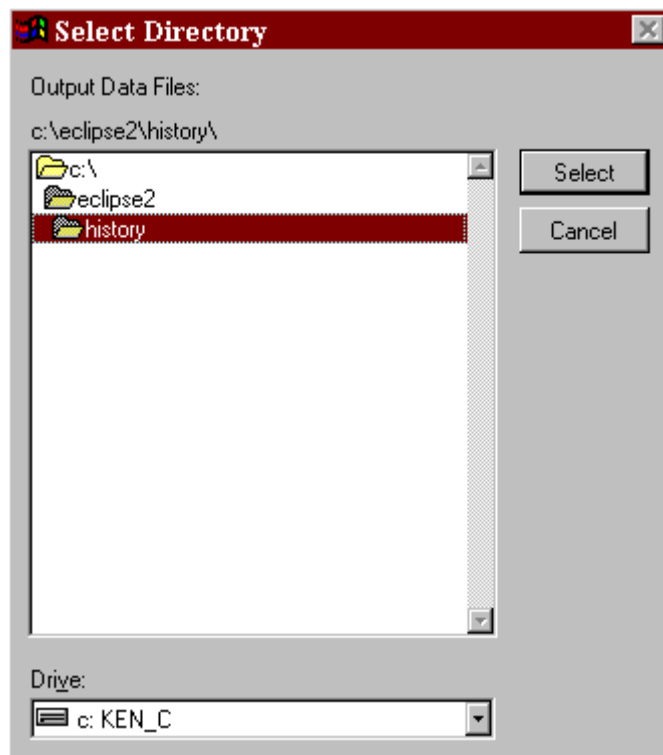 Select Directory
Output Data Files:
c:\eclipse2\history\
c:\
eclipse2
history
Select
Cancel
Drive:
c: KEN_C